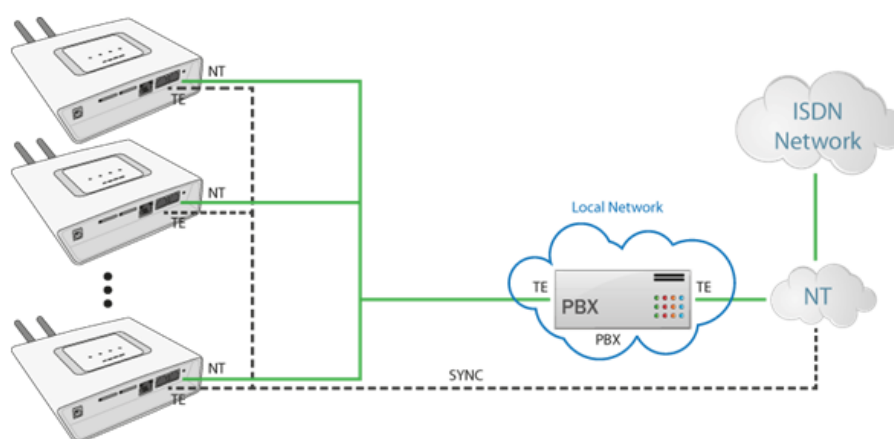 NT
TE
ISDN
Network
NT
TE
Local Network
TE
PBX
TE
PBX
NT
NT
TE
SYNC